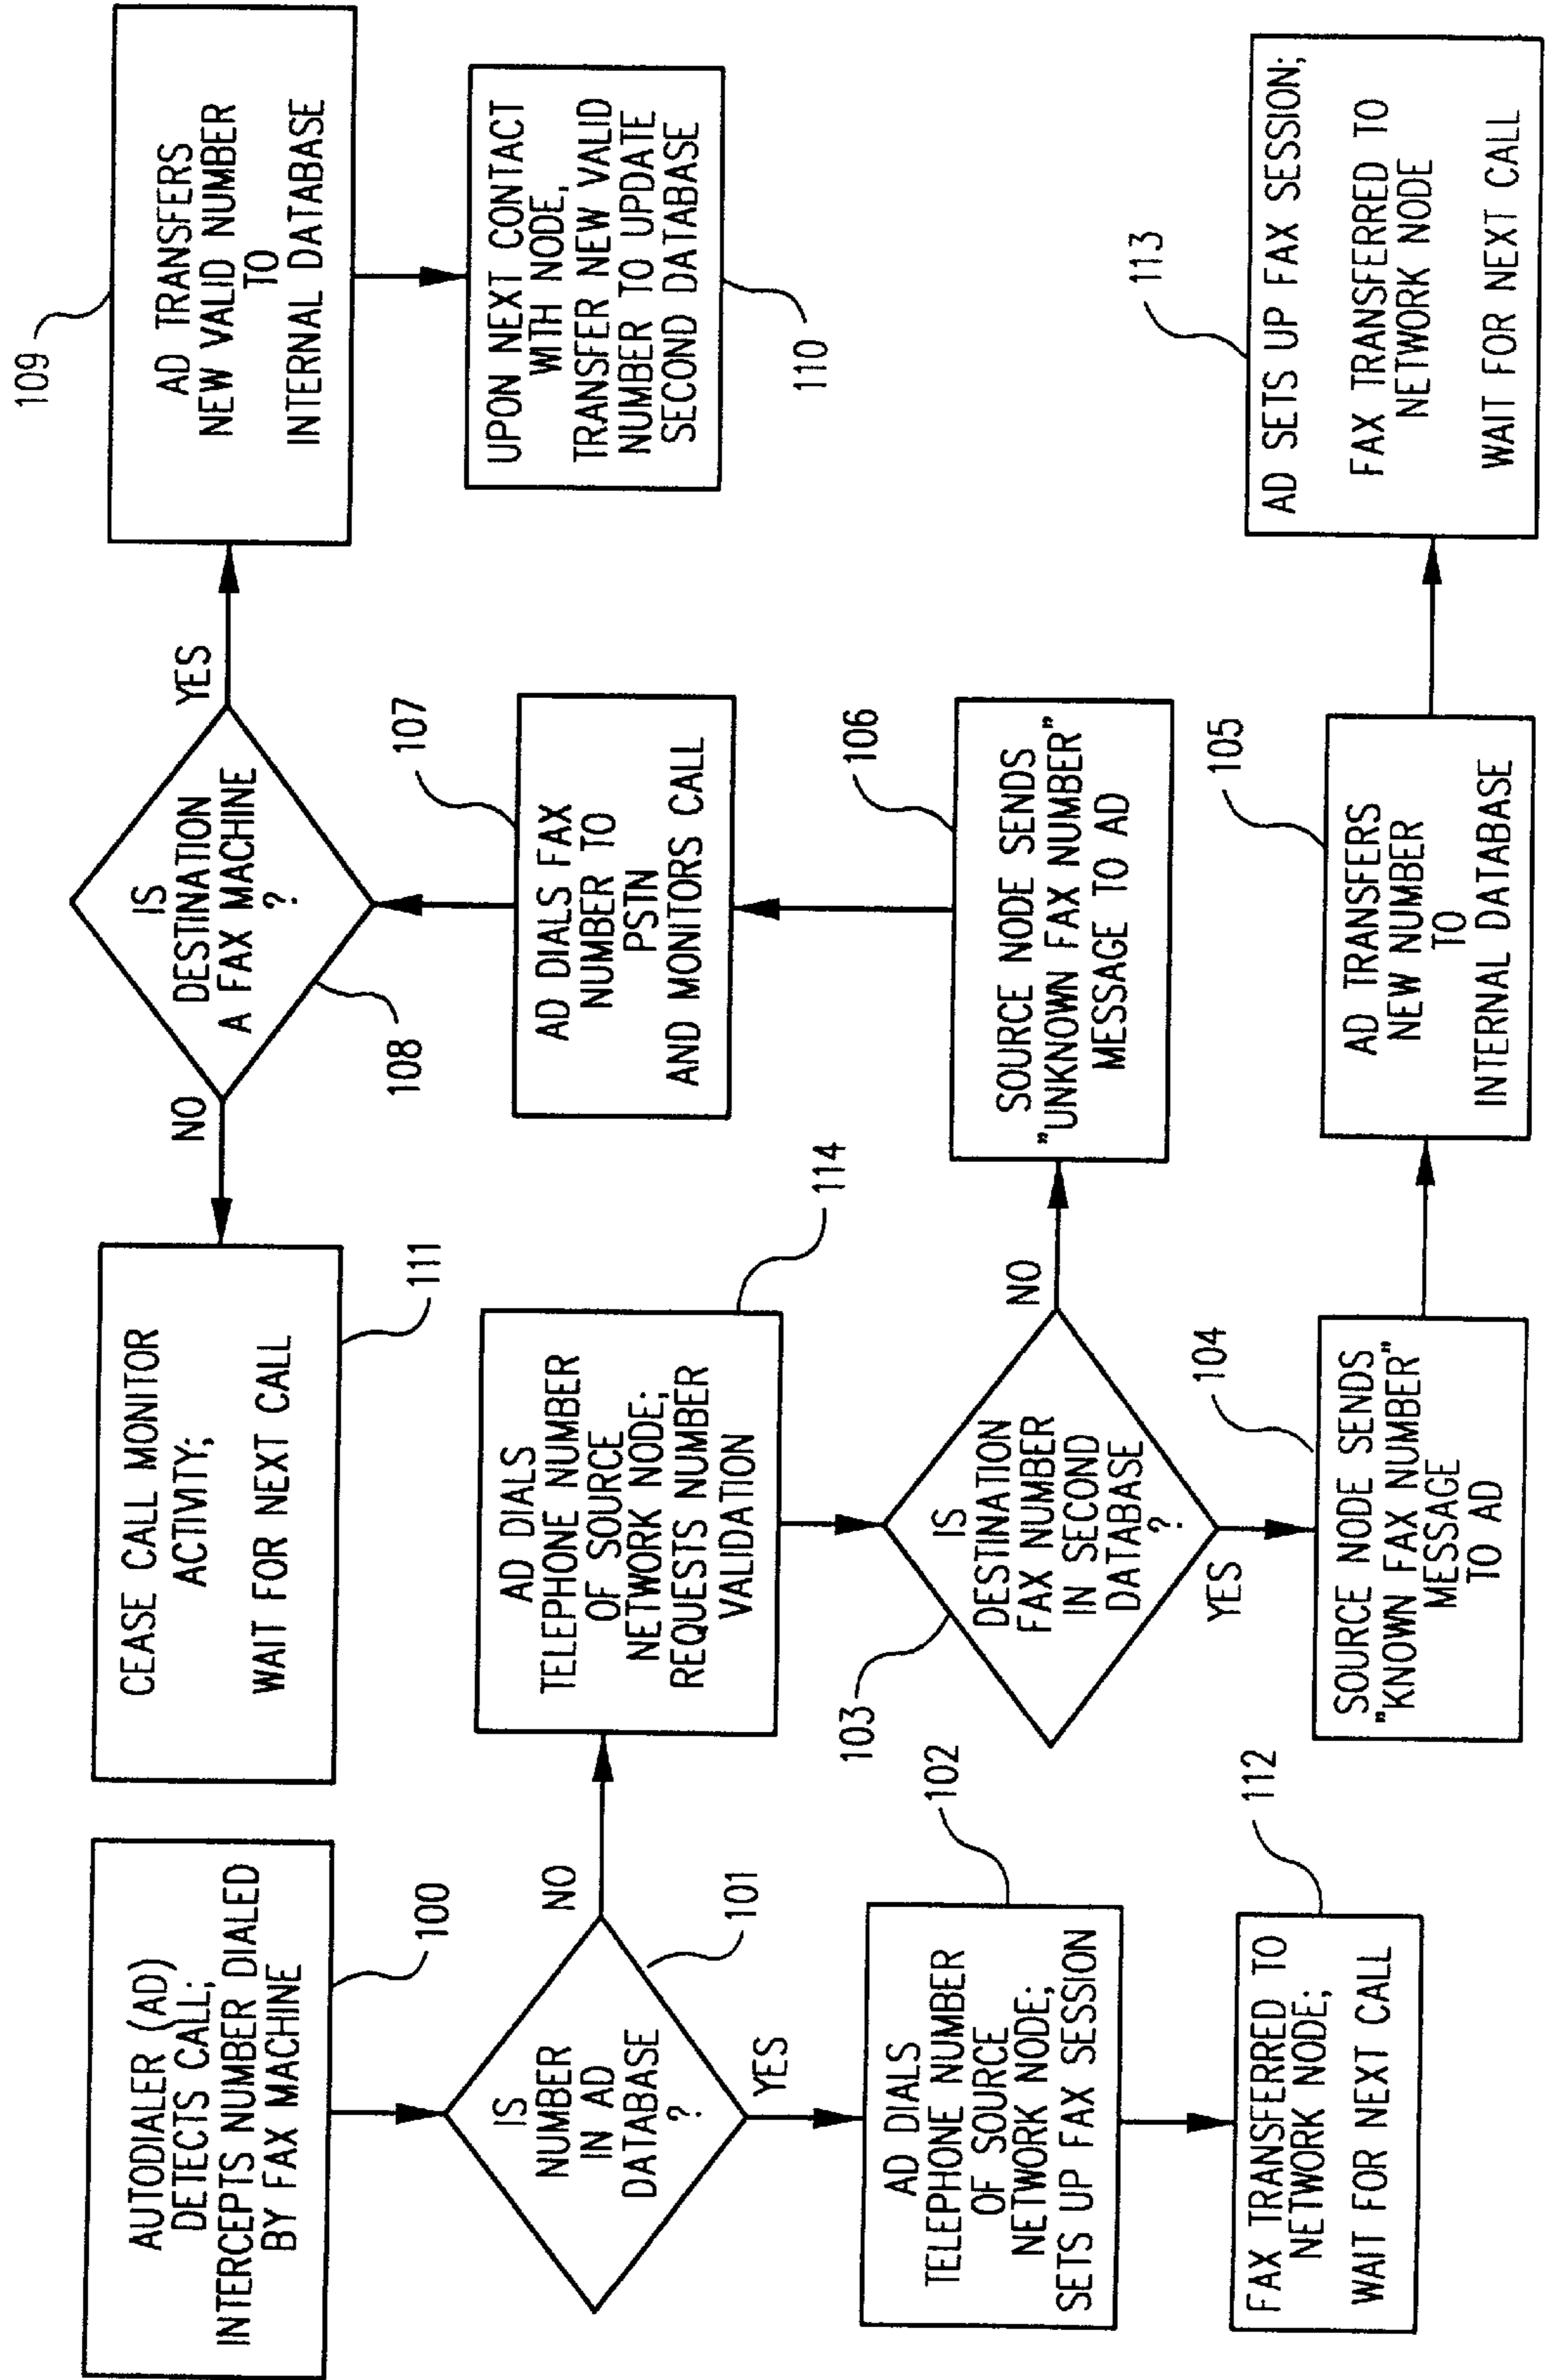 AUTODIALER (AD)
DETECTS CALL;
INTERCEPTS NUMBER DIALED
BY FAX MACHINE
100
IS
NUMBER
IN AD
DATABASE
?
101
NO
YES
AD DIALS
TELEPHONE NUMBER
OF SOURCE
NETWORK NODE;
SETS UP FAX SESSION
102
FAX TRANSFERRED TO
NETWORK NODE;
WAIT FOR NEXT CALL
112
CEASE CALL MONITOR
ACTIVITY;
WAIT FOR NEXT CALL
111
AD DIALS
TELEPHONE NUMBER
OF SOURCE
NETWORK NODE;
REQUESTS NUMBER
VALIDATION
114
IS
DESTINATION
FAX NUMBER
IN SECOND
DATABASE
?
103
NO
YES
SOURCE NODE SENDS
"KNOWN FAX NUMBER"
MESSAGE
TO AD
104
IS
DESTINATION
A FAX MACHINE
?
108
NO
YES
AD DIALS FAX
NUMBER TO
PSTN
AND MONITORS CALL
107
SOURCE NODE SENDS
"UNKNOWN FAX NUMBER"
MESSAGE TO AD
106
AD TRANSFERS
NEW NUMBER
TO
INTERNAL DATABASE
105
AD TRANSFERS
NEW VALID NUMBER
TO
INTERNAL DATABASE
109
UPON NEXT CONTACT
WITH NODE,
TRANSFER NEW VALID
NUMBER TO UPDATE
SECOND DATABASE
110
AD SETS UP FAX SESSION;
FAX TRANSFERRED TO
NETWORK NODE
WAIT FOR NEXT CALL
113